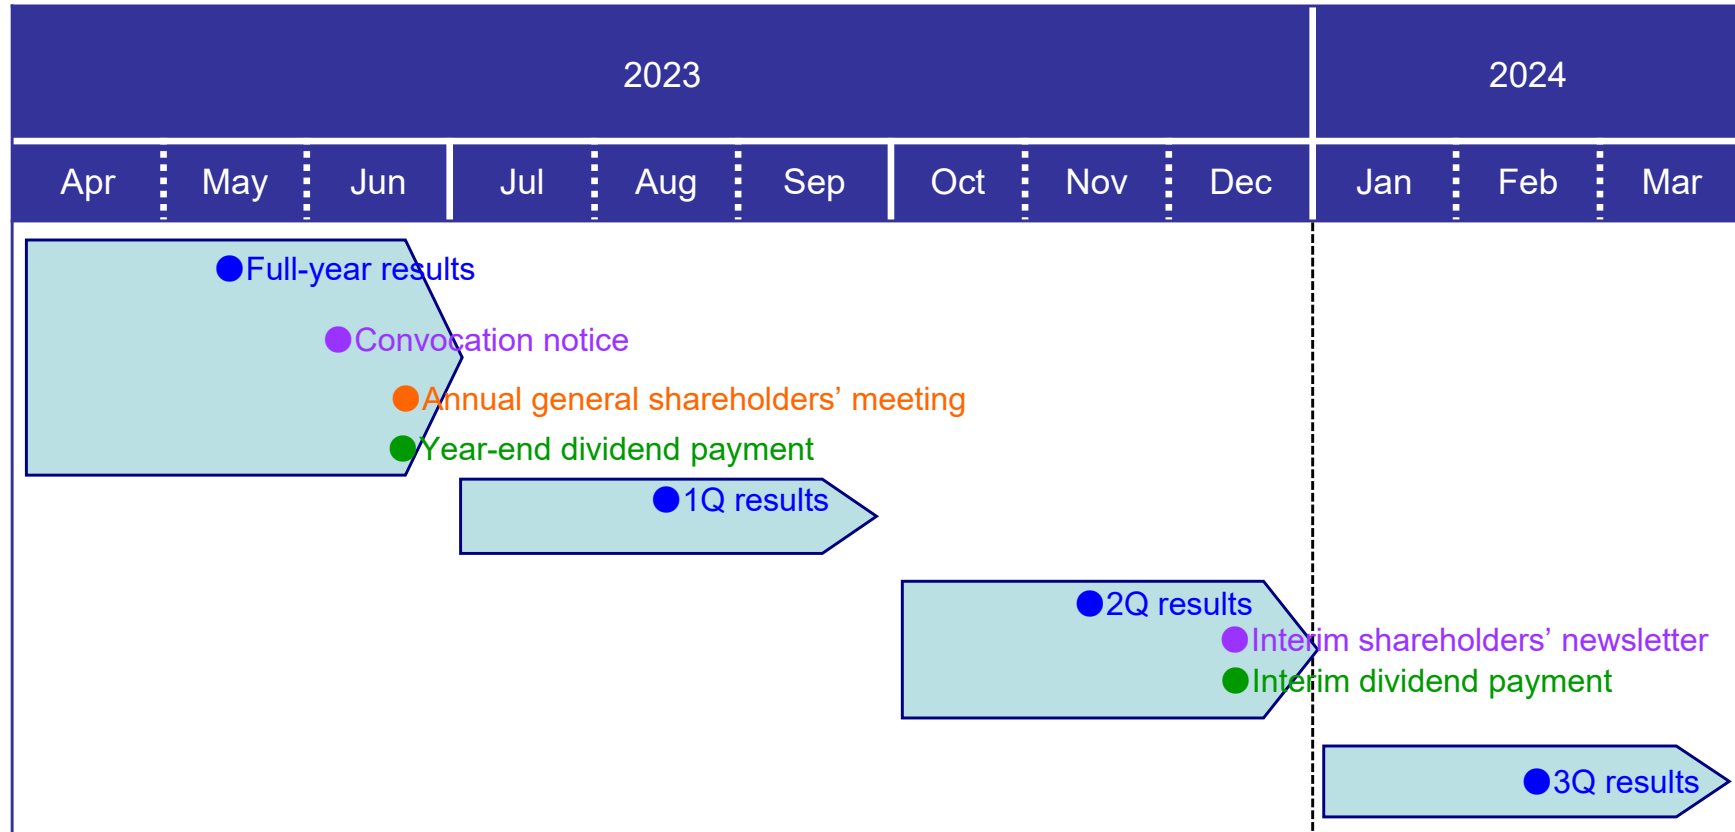 2023 2024
Apr May Jun Jul Aug Sep Oct Nov Dec Jan Feb Mar
Full-year results
Convocation notice
Annual general shareholders’ meeting
Year-end dividend payment
1Q results
2Q results
Interim shareholders’ newsletter
Interim dividend payment
3Q results